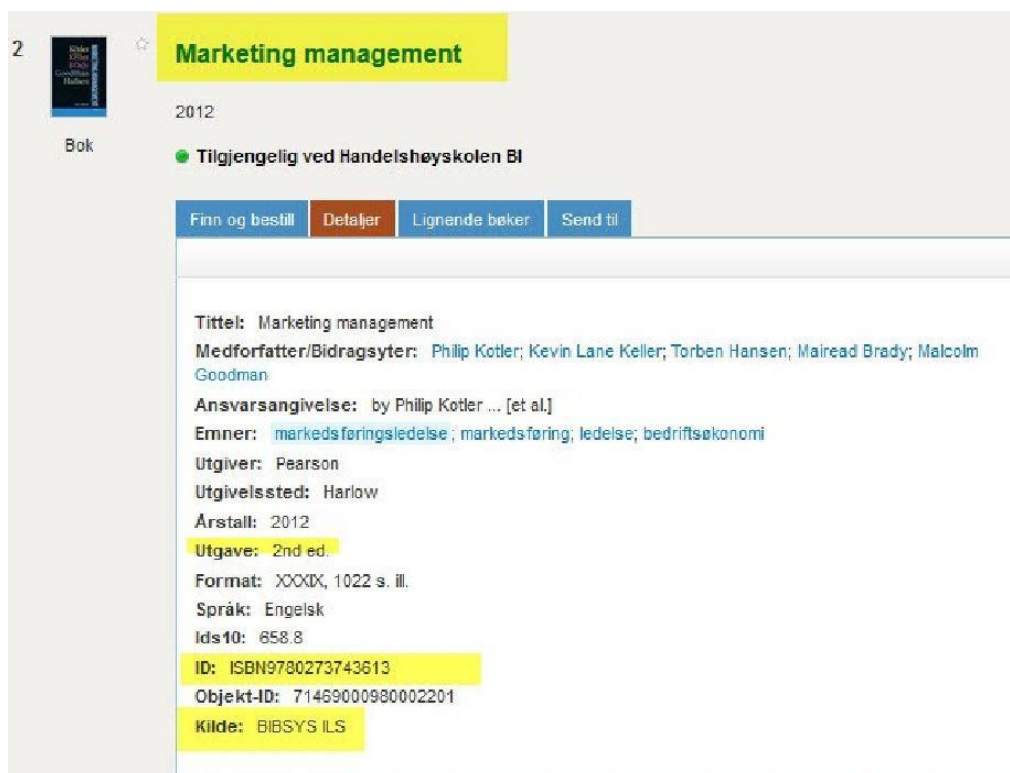 2
Marketing management
2012
Bok
Tilgjengelig ved Handelshøyskolen BI
Finn og bestill
Detaljer
Lignende bøker
Send til
Tittel: Marketing management
Medforfatter/Bidragsyter: Philip Kotler; Kevin Lane Keller; Torben Hansen; Mairead Brady; Malcolm
Goodman
Ansvarsangivelse: by Philip Kotler ... [et al.]
Emner: markedsføringsledelse; markedsføring; ledelse; bedriftsøkonomi
Utgiver: Pearson
Utgivelssted: Harlow
Årstall: 2012
Utgave: 2nd ed.
Format: XXXIX, 1022 s. ill.
Språk: Engelsk
Ids10: 658.8
ID: ISBN9780273743613
Objekt-ID: 71469000980002201
Kilde: BIBSYS ILS